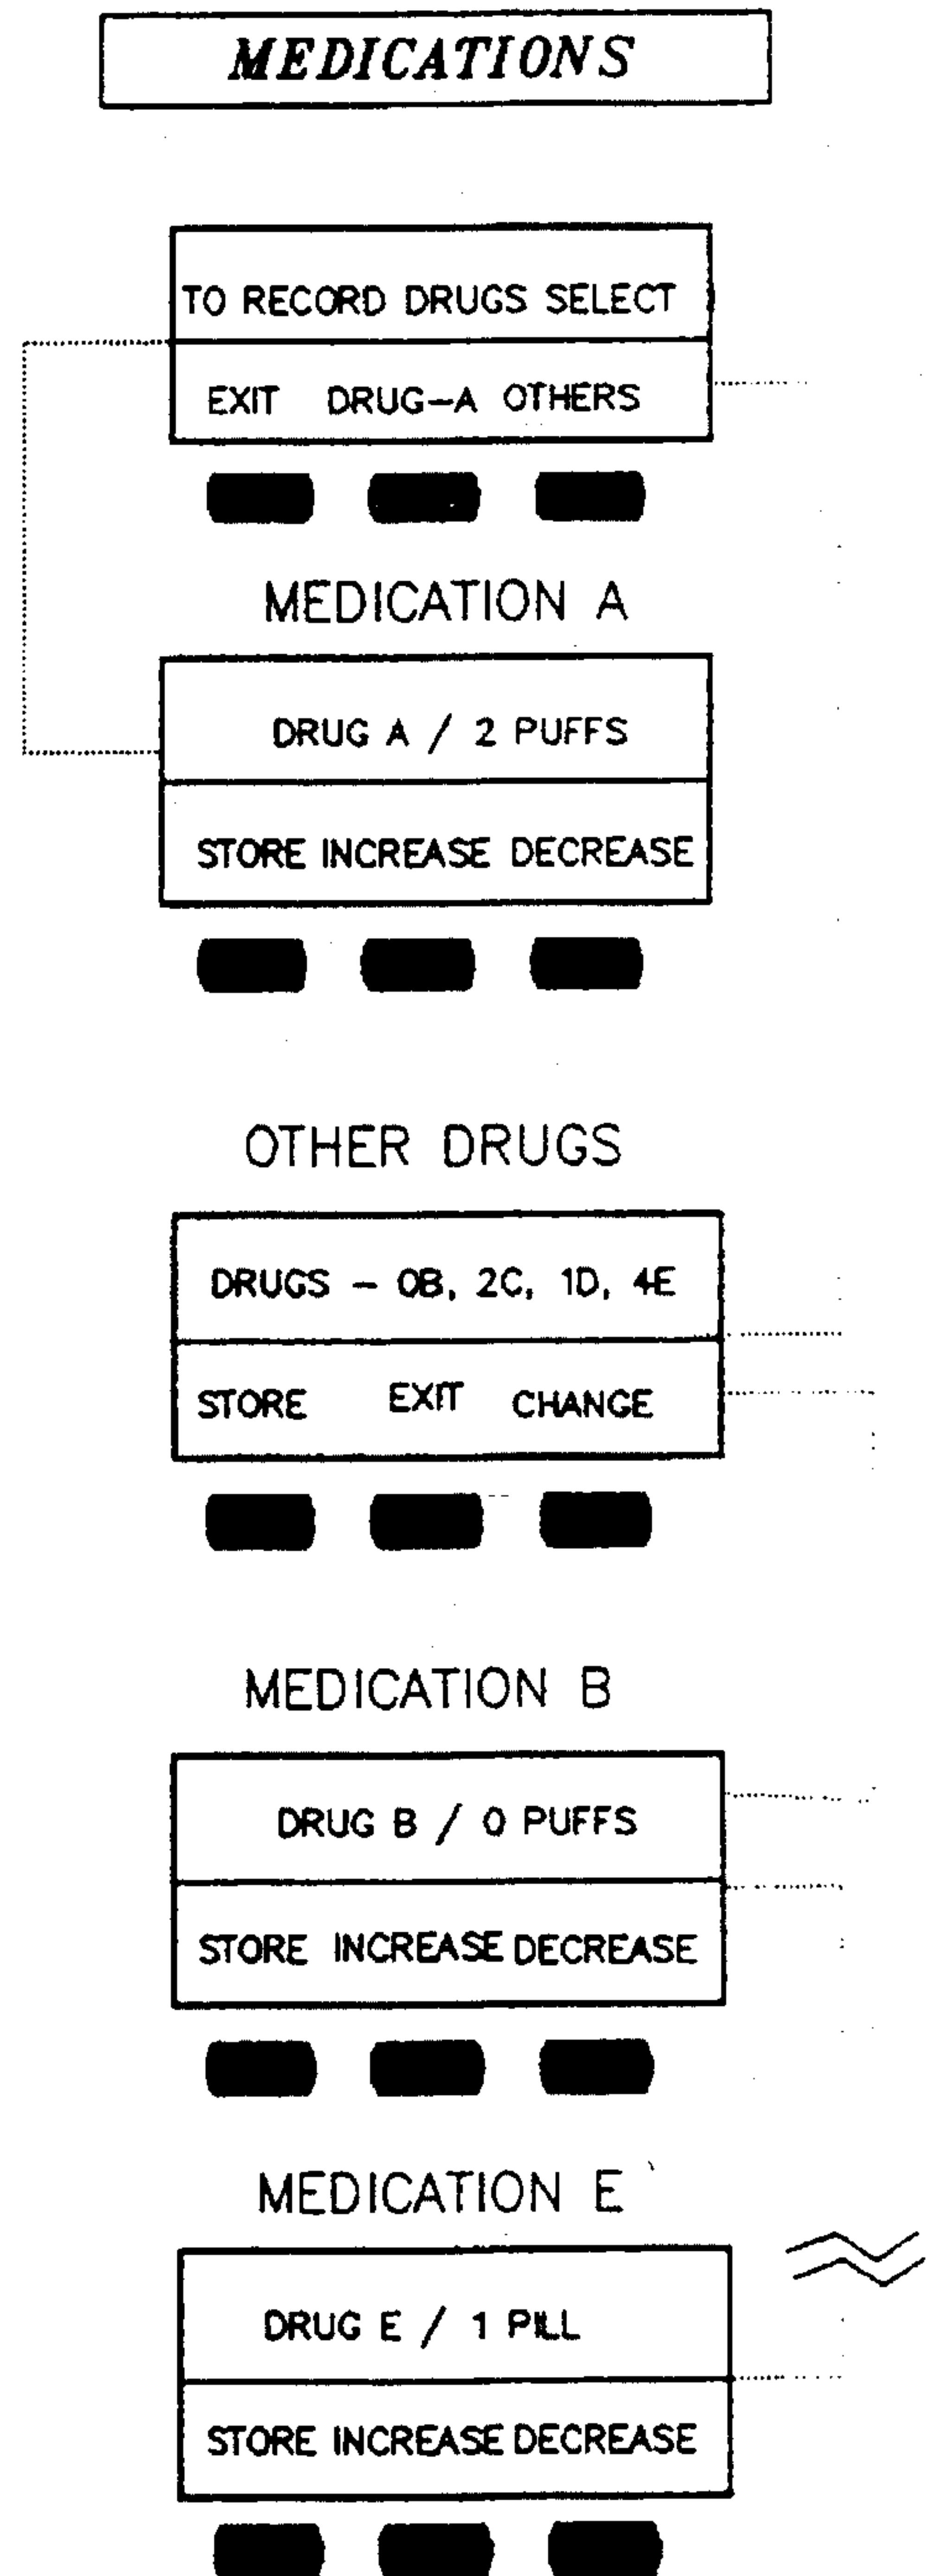 MEDICATIONS
TO RECORD DRUGS SELECT
EXIT DRUG-A OTHERS
MEDICATION A
DRUG A / 2 PUFFS
STORE INCREASE DECREASE
OTHER DRUGS
DRUGS - 0B, 2C, 1D, 4E
STORE EXIT CHANGE
MEDICATION B
DRUG B / 0 PUFFS
STORE INCREASE DECREASE
MEDICATION E
DRUG E / 1 PILL
STORE INCREASE DECREASE